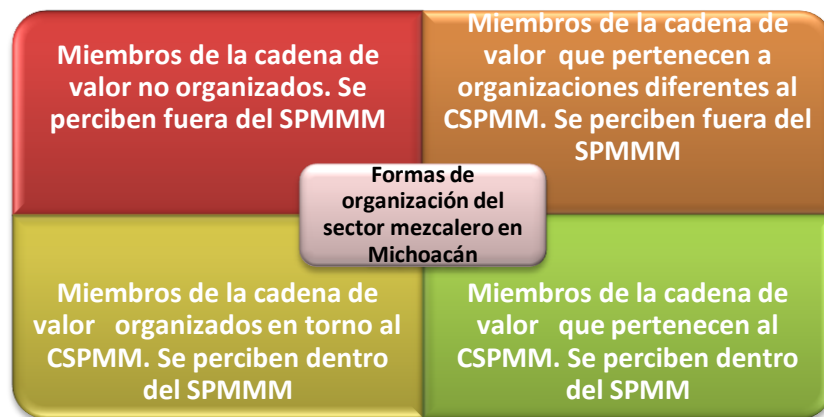 Miembros de la cadena de
valor no organizados. Se
perciben fuera del SPMMM
Miembros de la cadena de
valor que pertenecen a
organizaciones diferentes al
CSPMM. Se perciben fuera del
SPMMM
Formas de
organización del
sector mezcalero en
Michoacán
Miembros de la cadena de
valor organizados en torno al
CSPMM. Se perciben dentro
del SPMMM
Miembros de la cadena de
valor que pertenecen al
CSPMM. Se perciben dentro
del SPMM